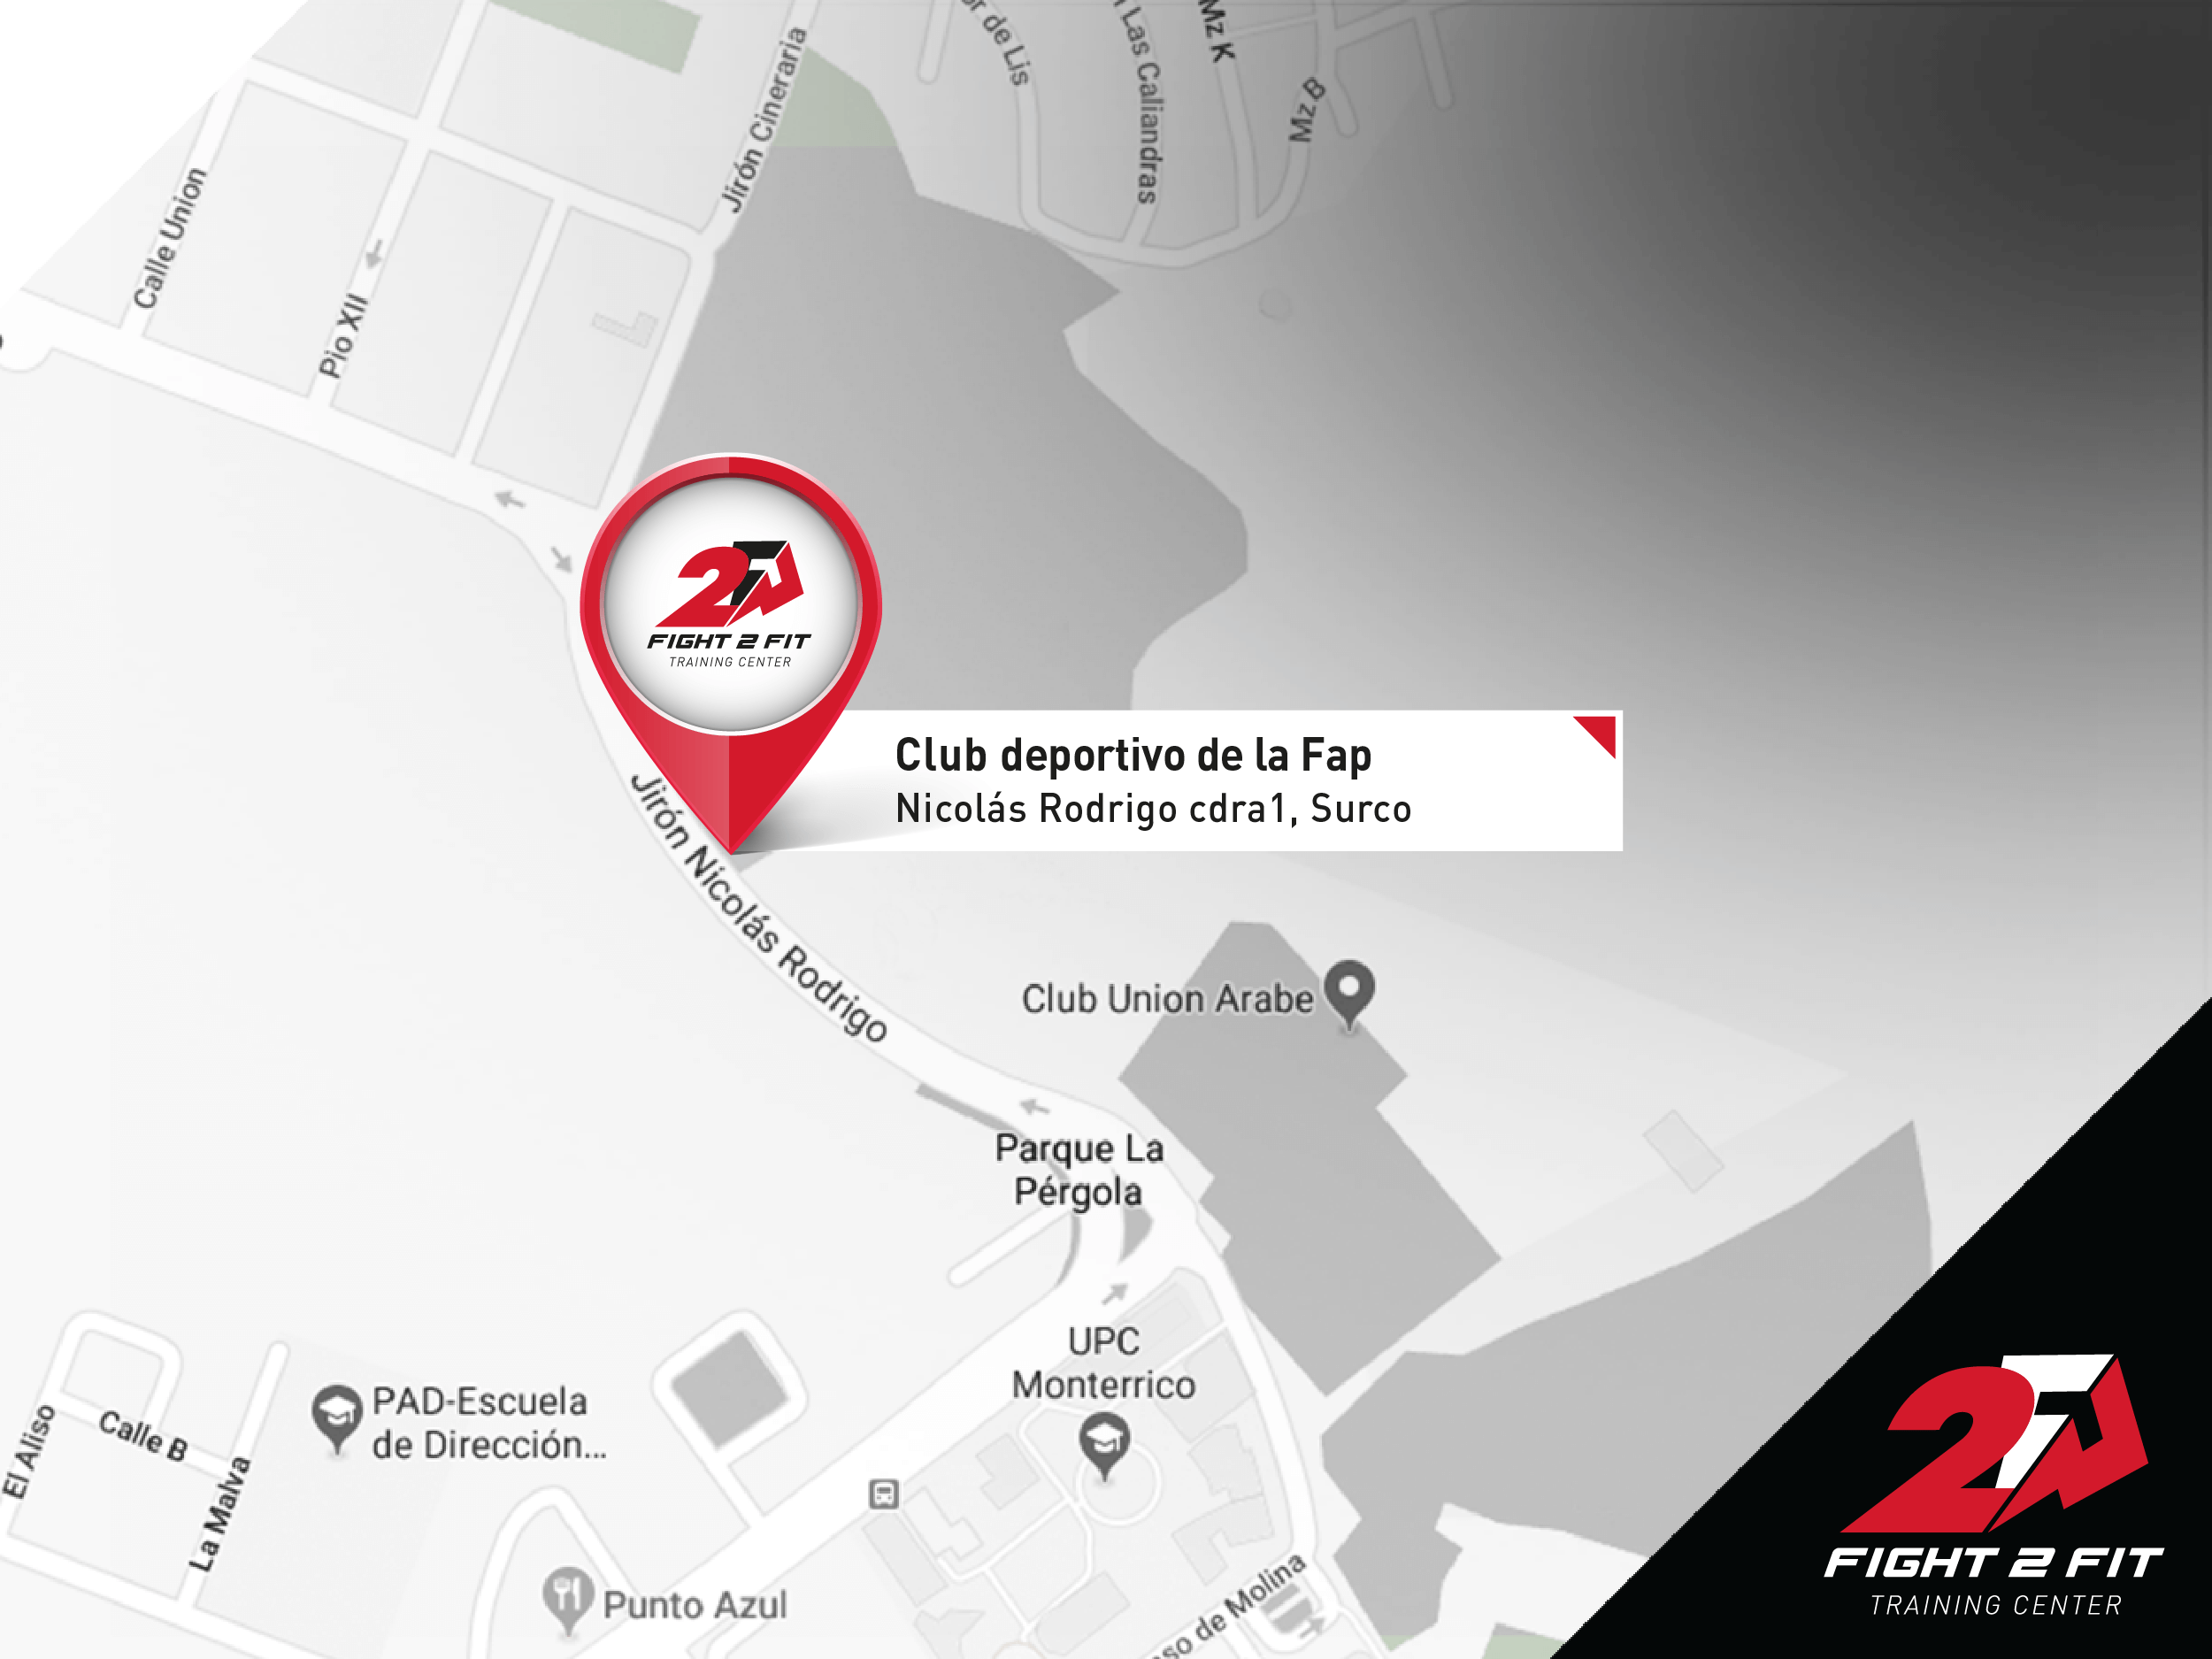 Calle Union
Pio XII
Jirón Cineraria
de Lis
Las Caliandras
Mz K
Mz B
FIGHT 2 FIT
TRAINING CENTER
Club deportivo de la Fap
Nicolás Rodrigo cdra1, Surco
Jirón Nicolás Rodrigo
Club Union Arabe
Parque La
Pérgola
UPC
Monterrico
PAD-Escuela
de Dirección...
El Aliso
Calle B
La Malva
Punto Azul
de Molina
2
FIGHT 2 FIT
TRAINING CENTER